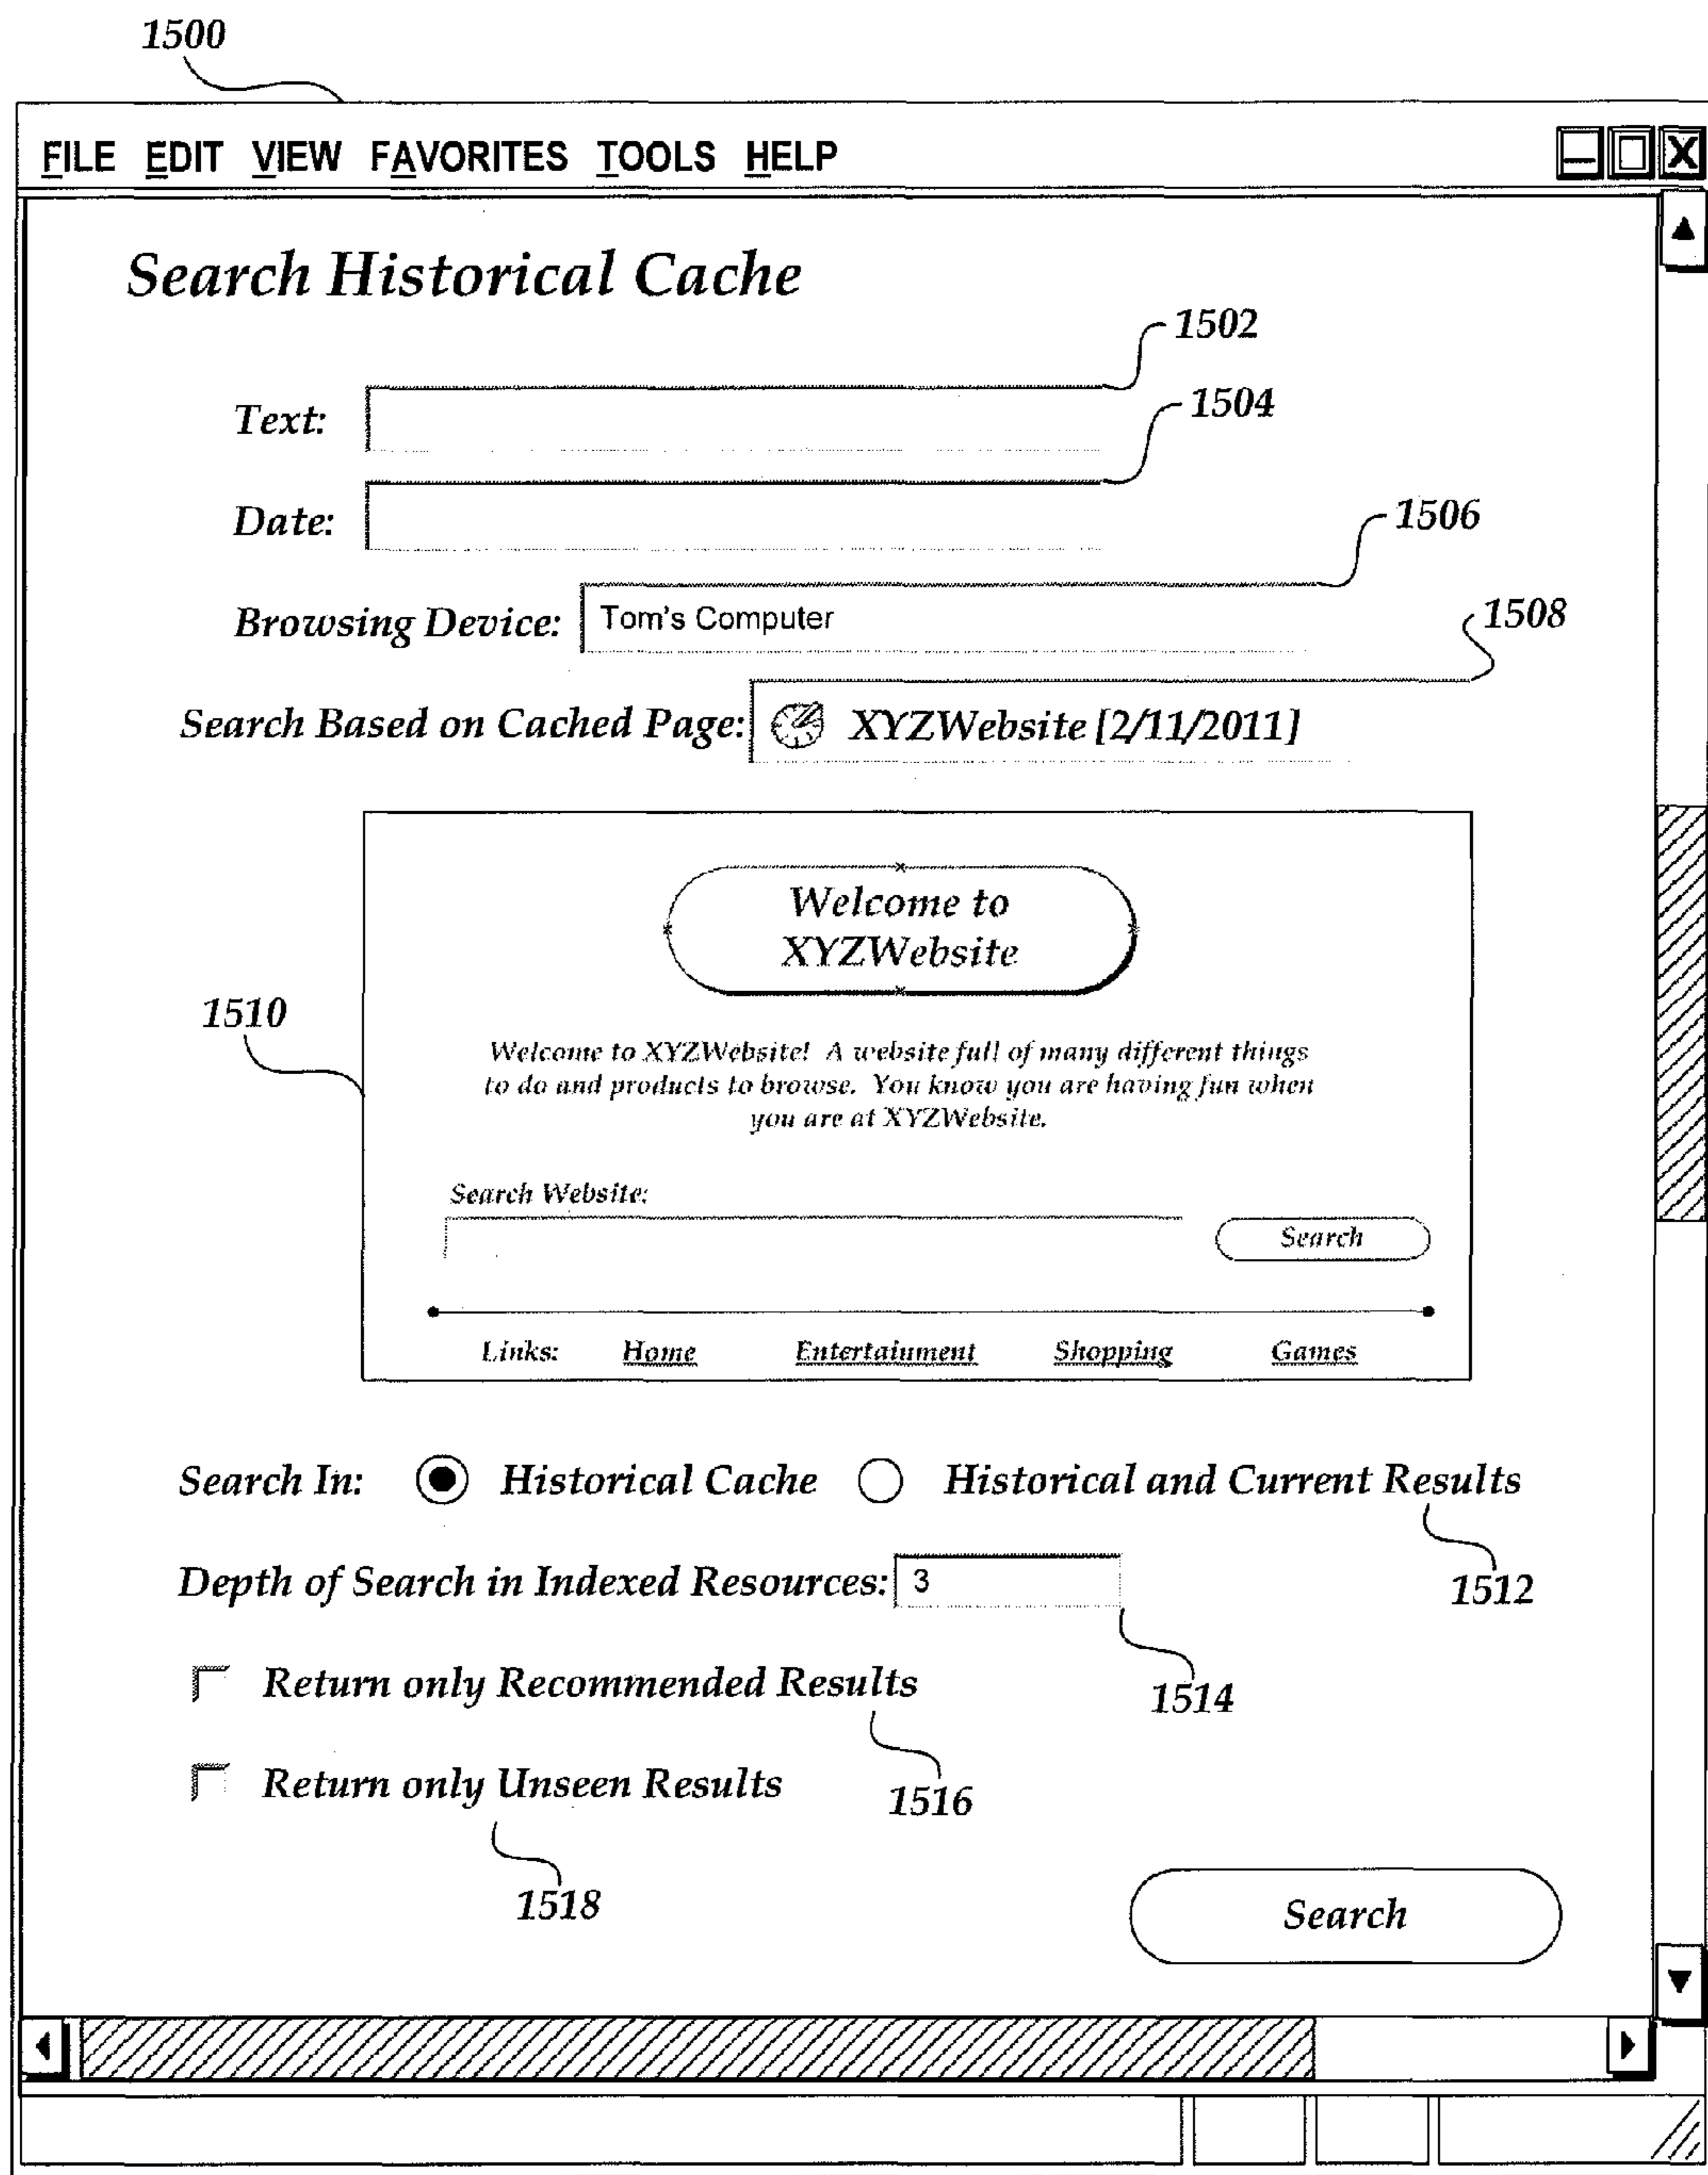 1500
FILE EDIT VIEW FAVORITES TOOLS HELP X
Search Historical Cache
1502
Text:
1504
Date:
1506
Browsing Device: Tom's Computer
1508
Search Based on Cached Page: XYZWebsite [2/11/2011]
Welcome to
XYZWebsite
1510
Welcome to XYZWebsite! A website full of many different things
to do and products to browse. You know you are having fun when
you are at XYZWebsite.
Search Website:
Search
Links: Home Entertainment Shopping Games
Search In: Historical Cache Historical and Current Results
1512
Depth of Search in Indexed Resources: 3
1514
Return only Recommended Results
1516
Return only Unseen Results
1518
Search